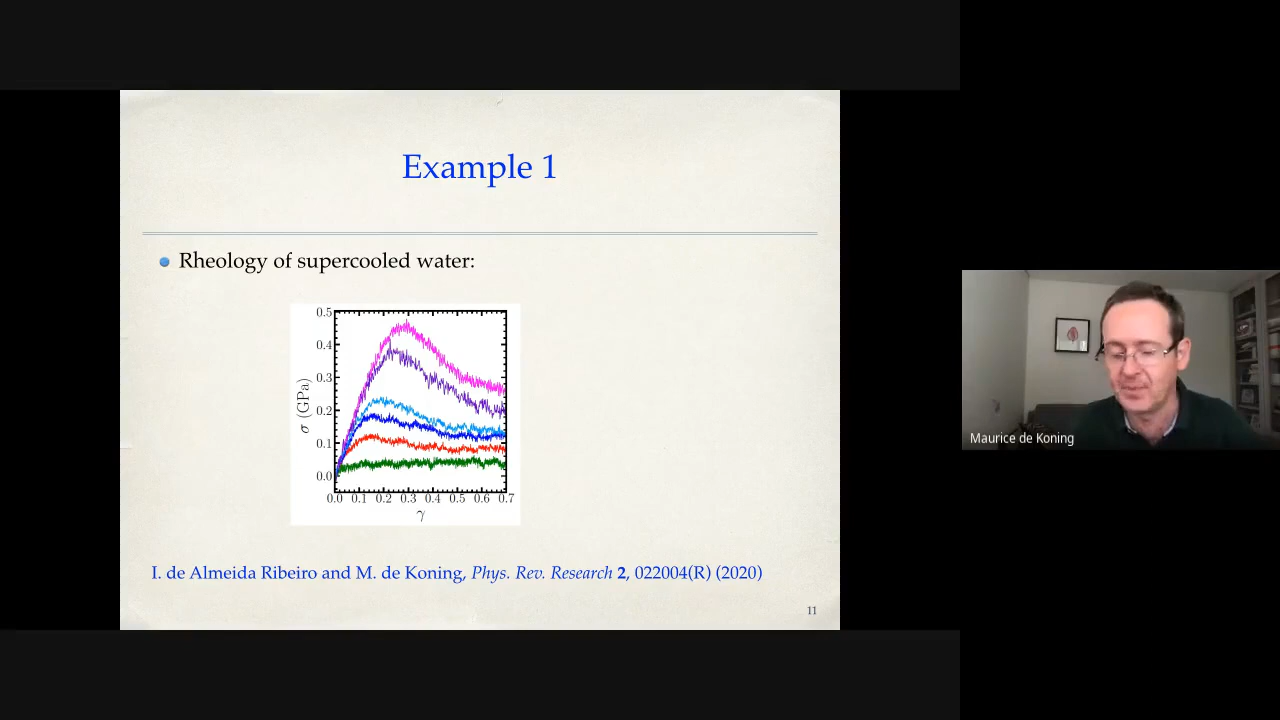 Example 1
Rheology of supercooled water:
0.5
0.4
0.3
0.2
0.1
0.0
σ (GPa)
0.0 0.1 0.2 0.3 0.4 0.5 0.6 0.7
γ
I. de Almeida Ribeiro and M. de Koning, Phys. Rev. Research 2, 022004(R) (2020)
11
Maurice de Koning